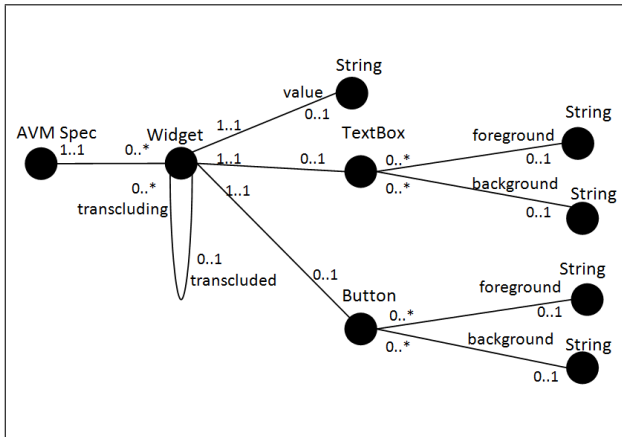 String
value
0..1
1..1
AVM Spec
1..1
0..*
Widget
TextBox
1..1
0..1
0..*
foreground
String
0..1
0..*
background
String
0..1
0..*
transcluding
0..1
transcluded
1..1
0..1
Button
0..*
foreground
String
0..1
0..*
background
String
0..1